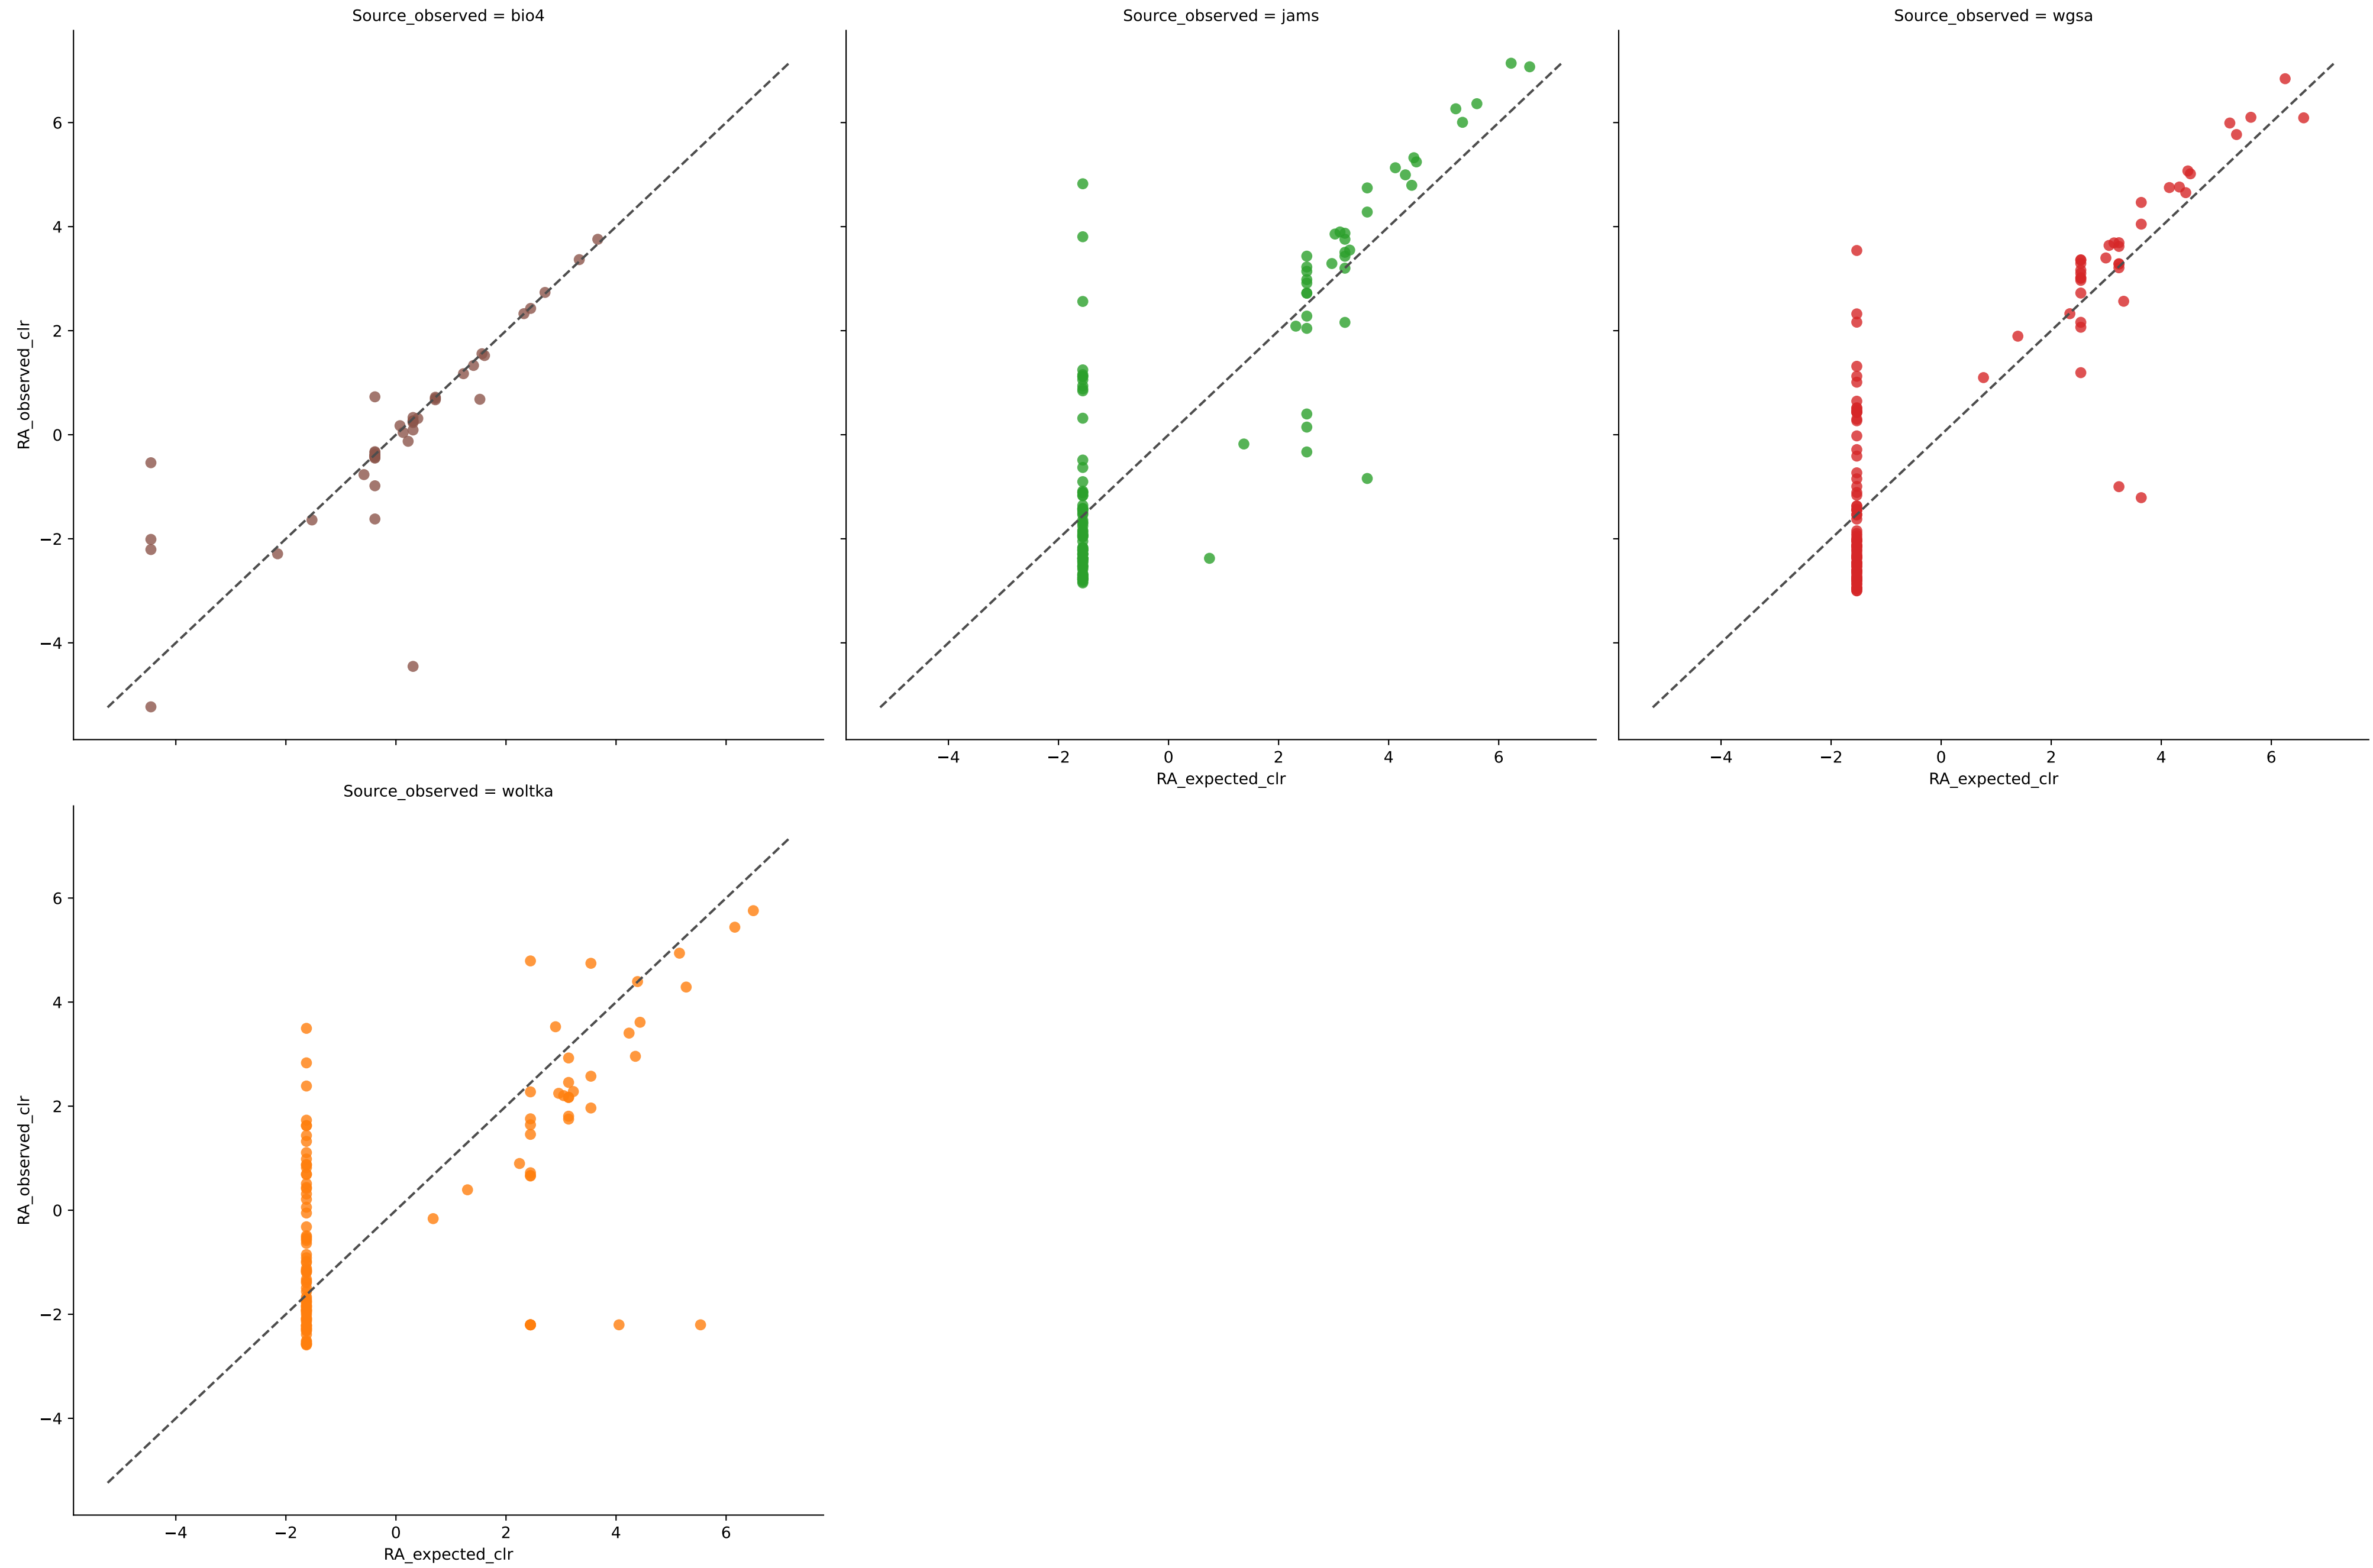 Source_observed = bio4
Source_observed = jams
Source_observed = wgsa
6
4
2
0
−2
−4
RA_observed_clr
−4 −2 0 2 4 6
RA_expected_clr
−4 −2 0 2 4 6
RA_expected_clr
Source_observed = woltka
6
4
2
0
−2
−4
RA_observed_clr
−4 −2 0 2 4 6
RA_expected_clr